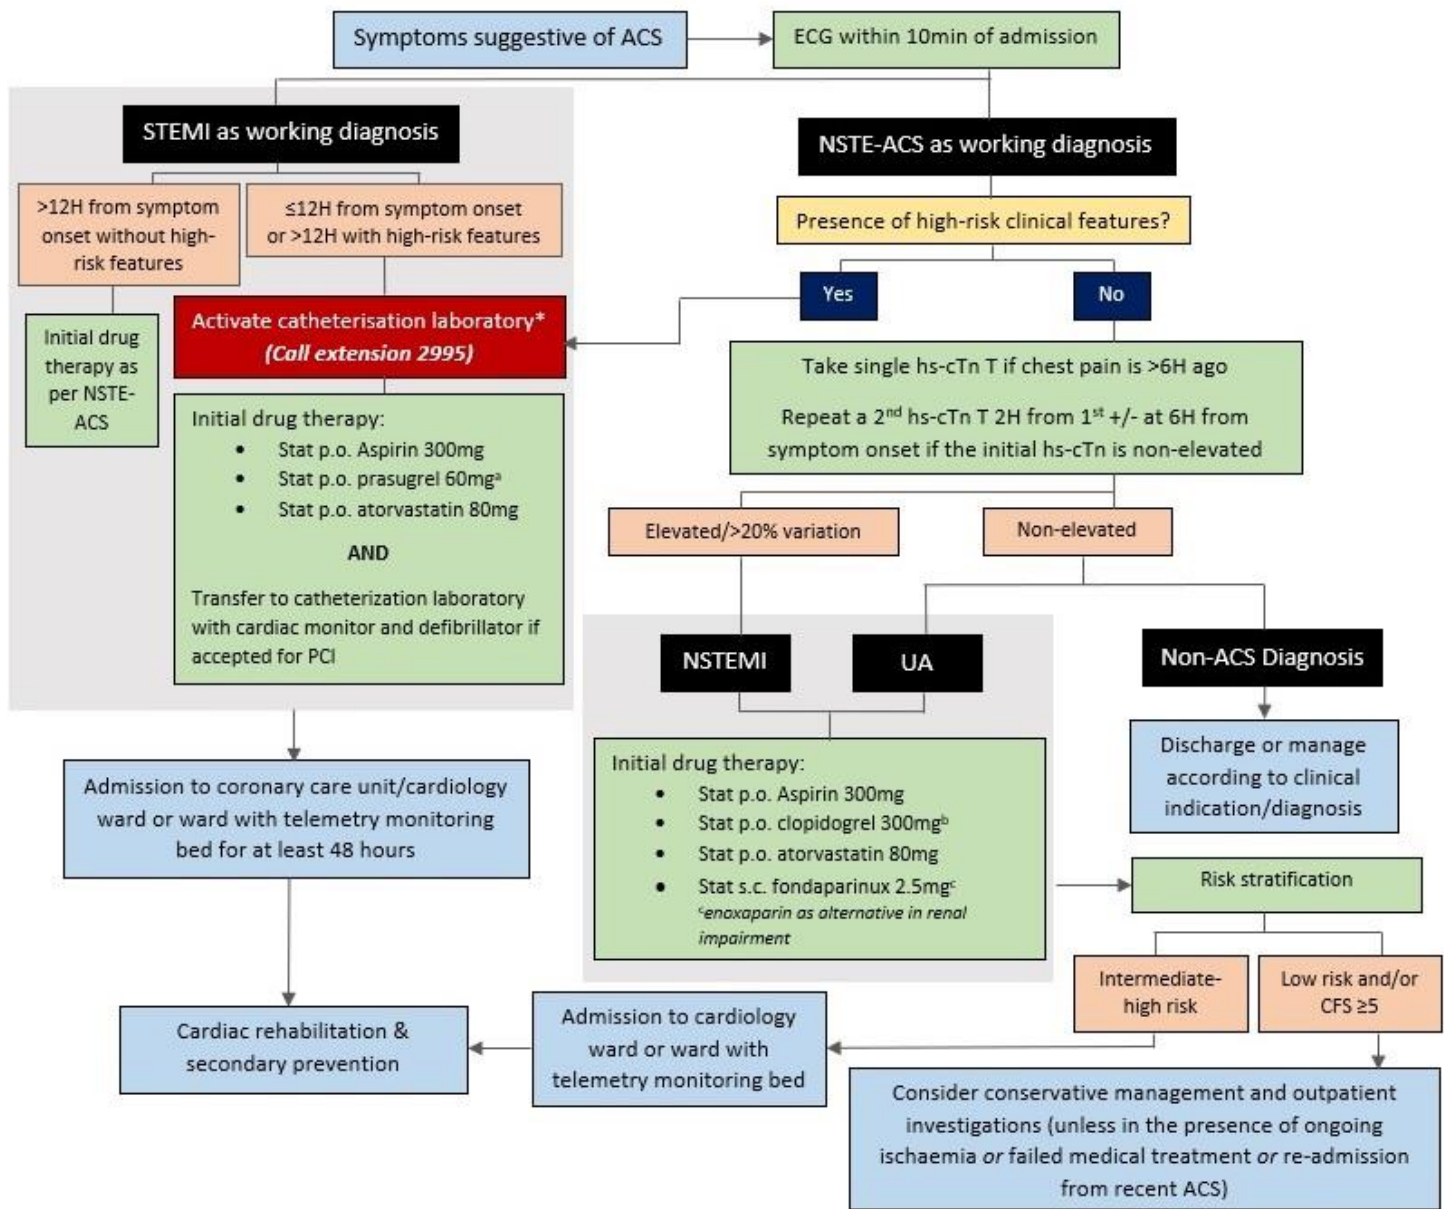 Symptoms suggestive of ACS
ECG within 10min of admission
STEMI as working diagnosis
NSTE-ACS as working diagnosis
>12H from symptom
onset without high-
risk features
≤12H from symptom onset
or >12H with high-risk features
Presence of high-risk clinical features?
Yes
No
Initial drug
therapy as
per NSTE-
ACS
Activate catheterisation laboratory*
(Call extension 2995)
Initial drug therapy:
• Stat p.o. Aspirin 300mg
• Stat p.o. prasugrel 60mgᵃ
• Stat p.o. atorvastatin 80mg
AND
Transfer to catheterization laboratory
with cardiac monitor and defibrillator if
accepted for PCI
Take single hs-cTn T if chest pain is >6H ago
Repeat a 2ⁿᵈ hs-cTn T 2H from 1ˢᵗ +/- at 6H from
symptom onset if the initial hs-cTn is non-elevated
Elevated/>20% variation
Non-elevated
NSTEMI
UA
Non-ACS Diagnosis
Initial drug therapy:
• Stat p.o. Aspirin 300mg
• Stat p.o. clopidogrel 300mgᵇ
• Stat p.o. atorvastatin 80mg
• Stat s.c. fondaparinux 2.5mgᶜ
ᶜenoxaparin as alternative in renal
impairment
Discharge or manage
according to clinical
indication/diagnosis
Admission to coronary care unit/cardiology
ward or ward with telemetry monitoring
bed for at least 48 hours
Risk stratification
Intermediate-
high risk
Low risk and/or
CFS ≥5
Cardiac rehabilitation &
secondary prevention
Admission to cardiology
ward or ward with
telemetry monitoring bed
Consider conservative management and outpatient
investigations (unless in the presence of ongoing
ischaemia or failed medical treatment or re-admission
from recent ACS)